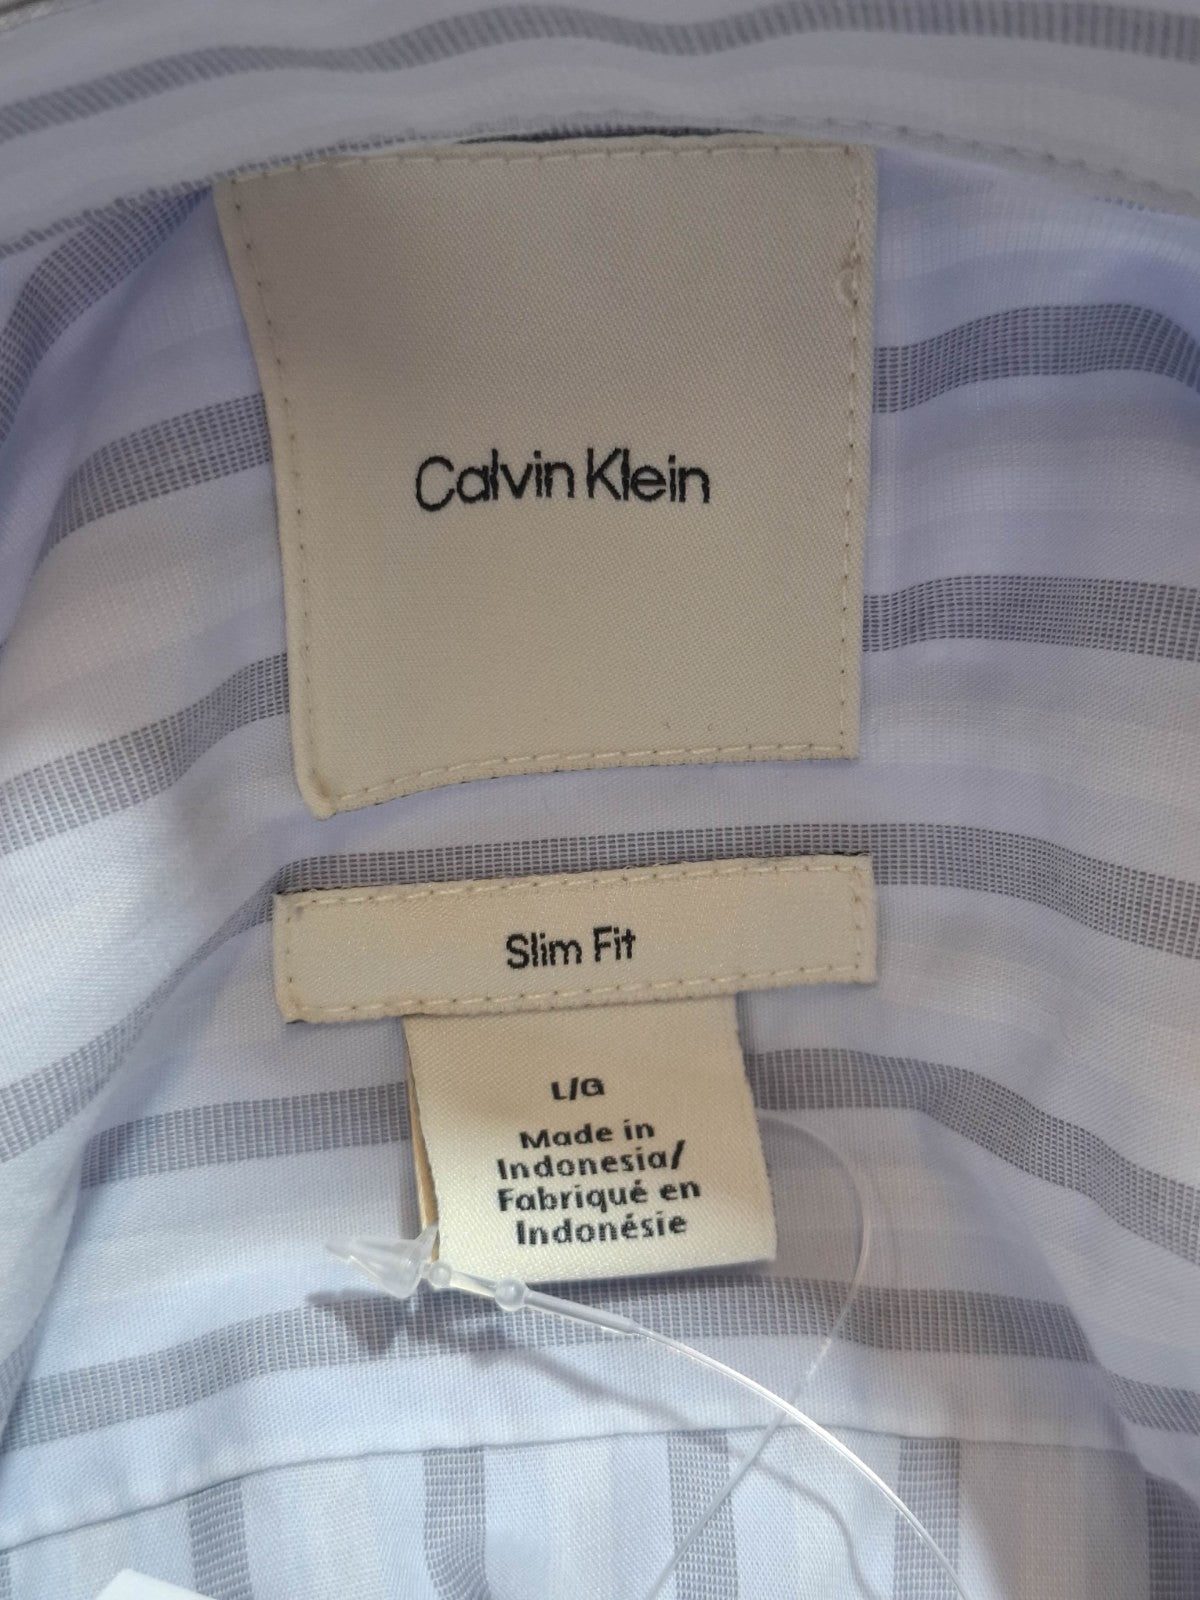 Calvin Klein
Slim Fit
L/G
Made in
Indonesia/
Fabriqué en
Indonésie